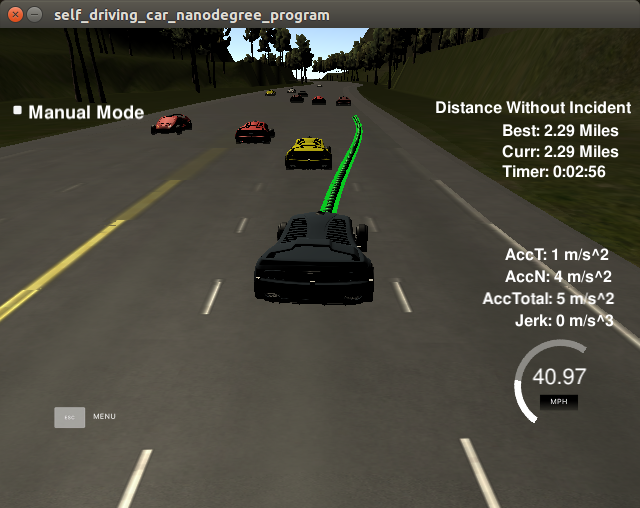 self_driving_car_nanodegree_program
Manual Mode
Distance Without Incident
Best: 2.29 Miles
Curr: 2.29 Miles
Timer: 0:02:56
AccT: 1 m/s^2
AccN: 4 m/s^2
AccTotal: 5 m/s^2
Jerk: 0 m/s^3
40.97
MPH
ESC MENU